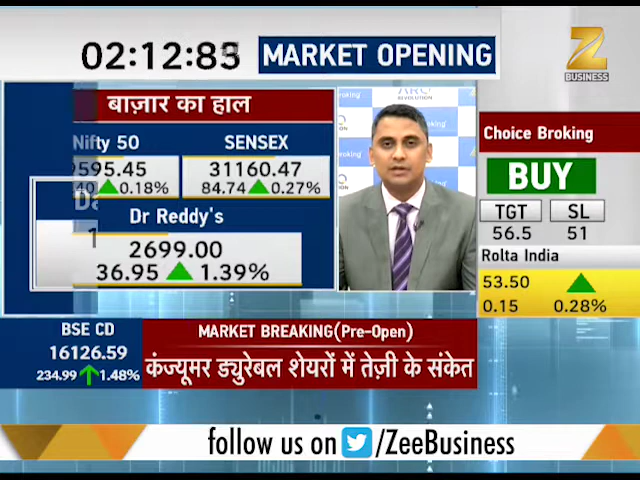 02:12:83
MARKET OPENING
Z
BUSINESS
बाज़ार का हाल
Nifty 50
SENSEX
9595.45
31160.47
0.18%
84.74
0.27%
Dr Reddy's
2699.00
36.95
1.39%
REVOLUTION
Choice Broking
BUY
TGT
SL
56.5
51
Rolta India
53.50
0.15
0.28%
BSE CD
16126.59
234.99
1.48%
MARKET BREAKING(Pre-Open)
कंज्यूमर ड्युरेबल शेयरों में तेज़ी के संकेत
follow us on /ZeeBusiness